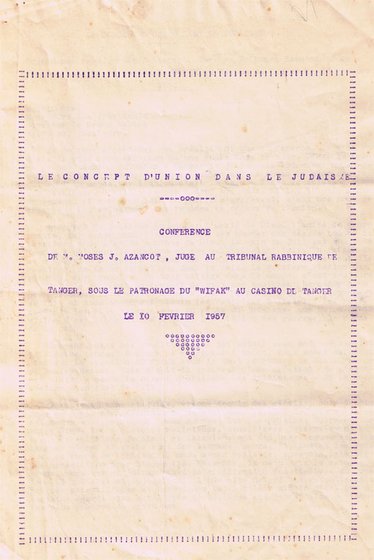 LE CONCEPT D'UNION DANS LE JUDAISME
CONFERENCE
DE M. MOSES J. AZANCOT, JUGE AU TRIBUNAL RABBINIQUE DE
TANGER, SOUS LE PATRONAGE DU "WIFAK" AU CASINO DE TANGER
LE 10 FEVRIER 1957